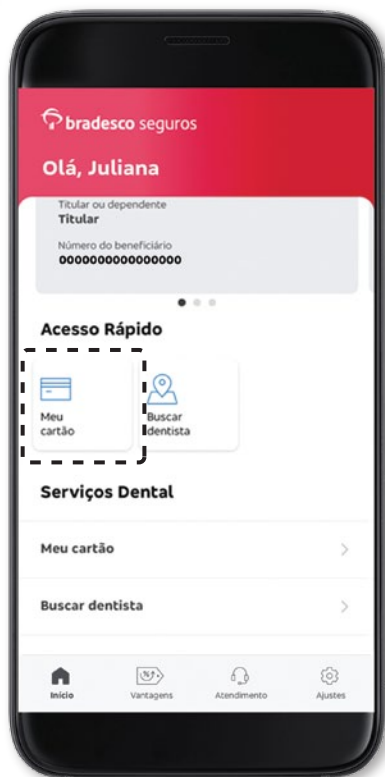 bradesco seguros
Olá, Juliana
Titular ou dependente
Titular
Número do beneficiário
0000000000000000
Acesso Rápido
Meu cartão
Buscar dentista
Serviços Dental
Meu cartão
Buscar dentista
Início
Vantagens
Atendimento
Ajustes